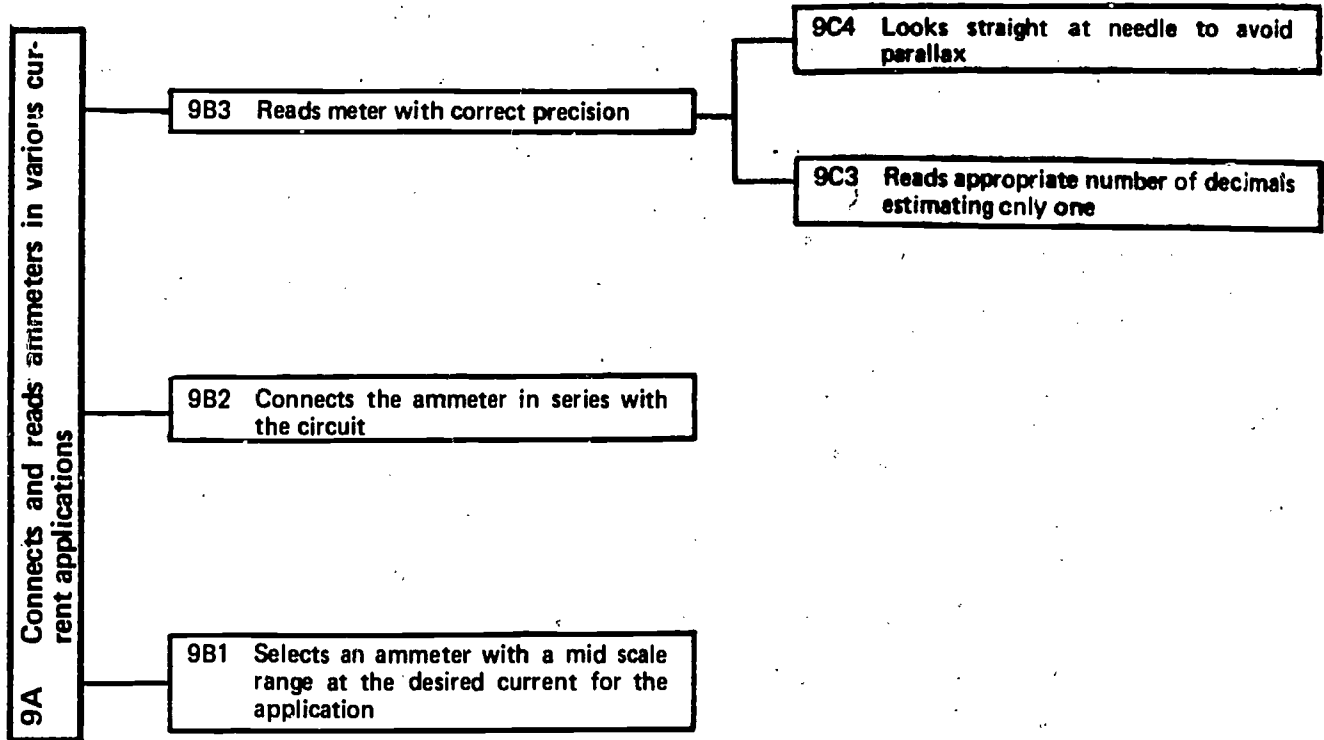 9A Connects and reads ammeters in various cur-
rent applications
9B3 Reads meter with correct precision
9C4 Looks straight at needle to avoid
parallax
9C3 Reads appropriate number of decimals
estimating only one
9B2 Connects the ammeter in series with
the circuit
9B1 Selects an ammeter with a mid scale
range at the desired current for the
application